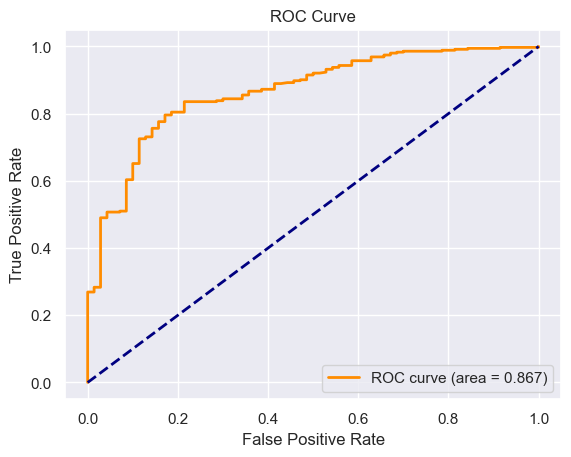 ROC Curve
True Positive Rate
1.0
0.8
0.6
0.4
0.2
0.0
ROC curve (area = 0.867)
0.0 0.2 0.4 0.6 0.8 1.0
False Positive Rate